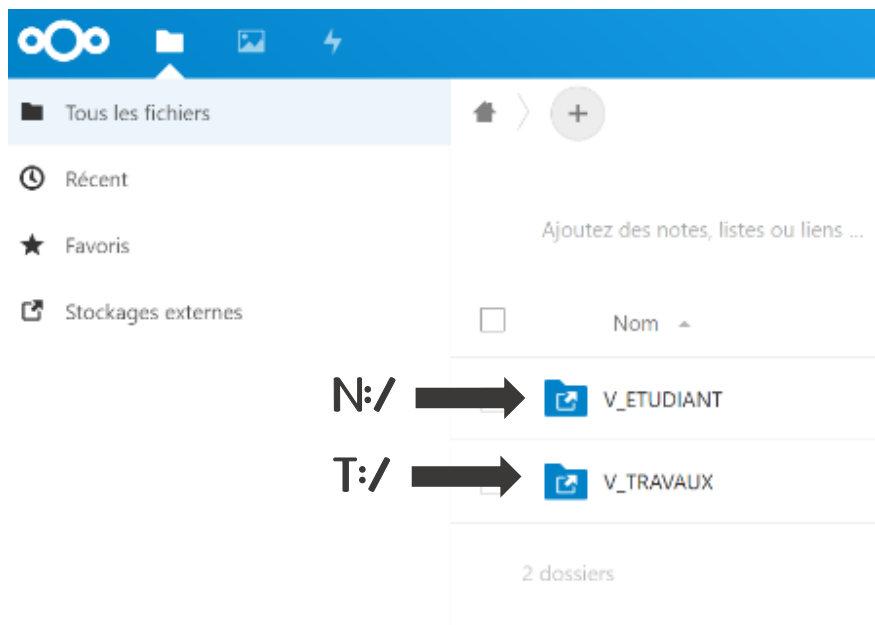 Tous les fichiers
Récent
Favoris
Stockages externes
Ajoutez des notes, listes ou liens ...
Nom
N:/
V_ETUDIANT
T:/
V_TRAVAUX
2 dossiers